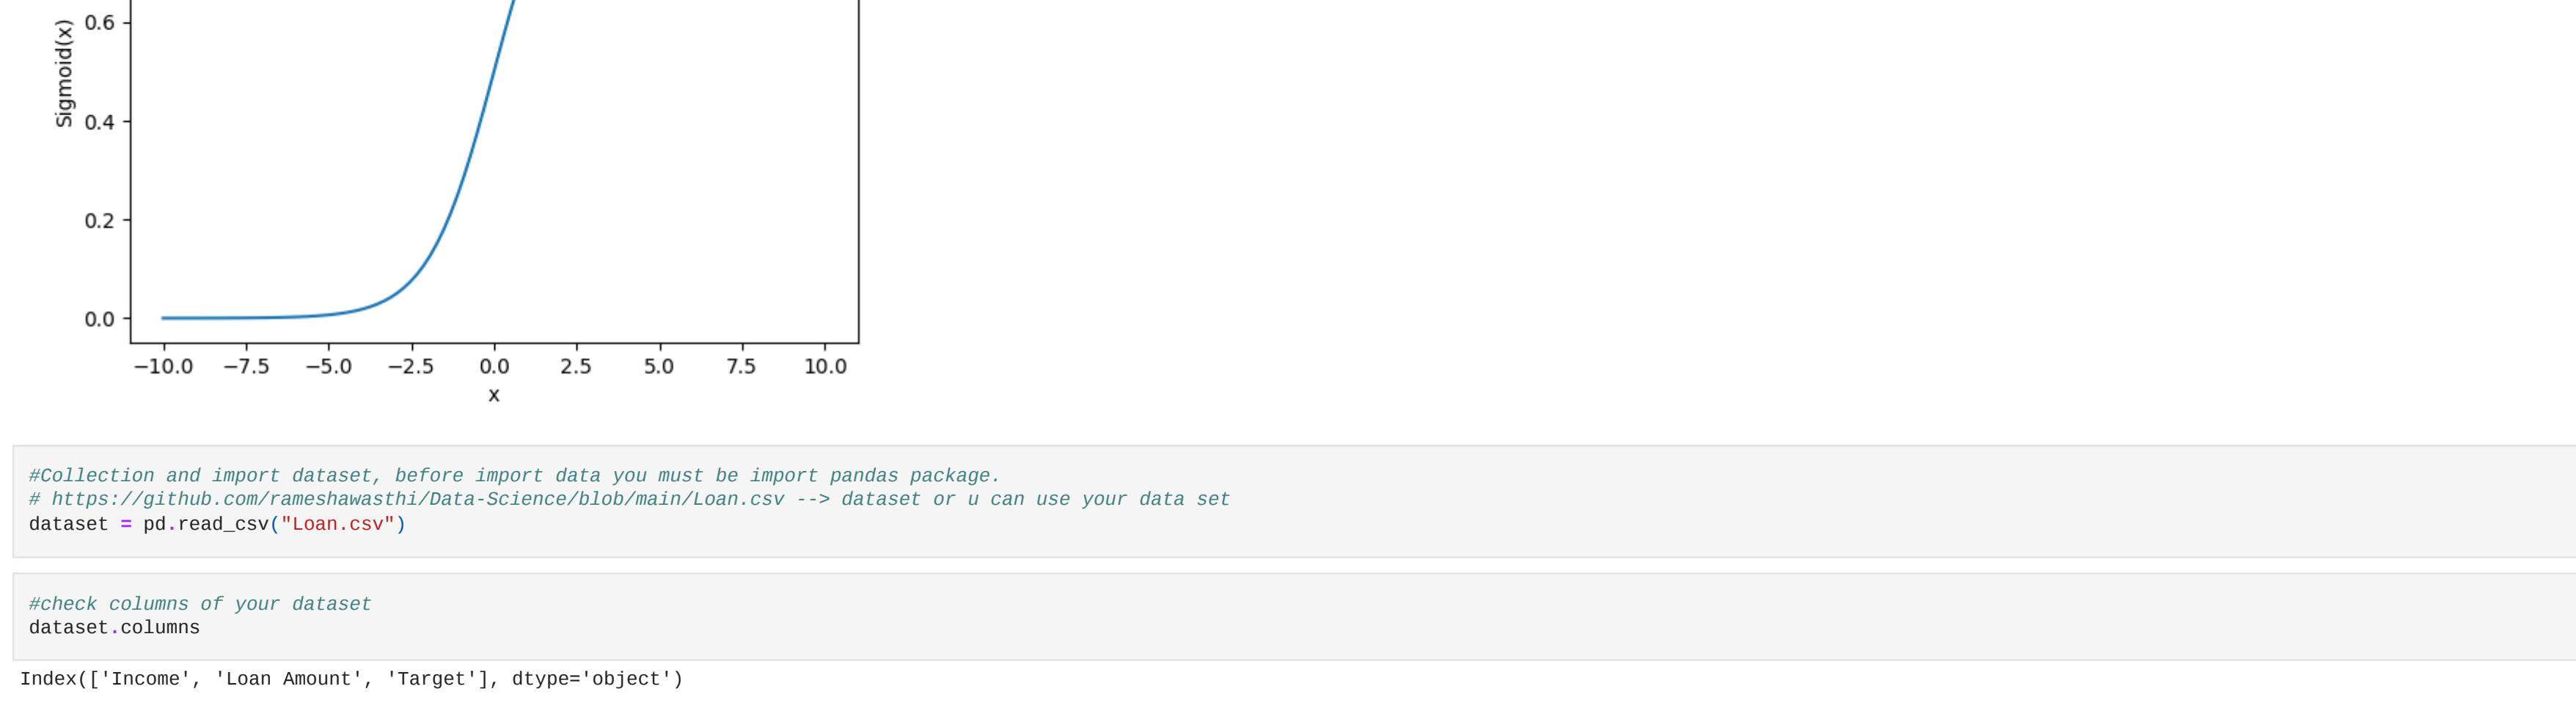 Sigmoid(x)
0.6
0.4
0.2
0.0
−10.0 −7.5 −5.0 −2.5 0.0 2.5 5.0 7.5 10.0
x
#Collection and import dataset, before import data you must be import pandas package.
# https://github.com/rameshawasthi/Data-Science/blob/main/Loan.csv --> dataset or u can use your data set
dataset = pd.read_csv("Loan.csv")
#check columns of your dataset
dataset.columns
Index(['Income', 'Loan Amount', 'Target'], dtype='object')